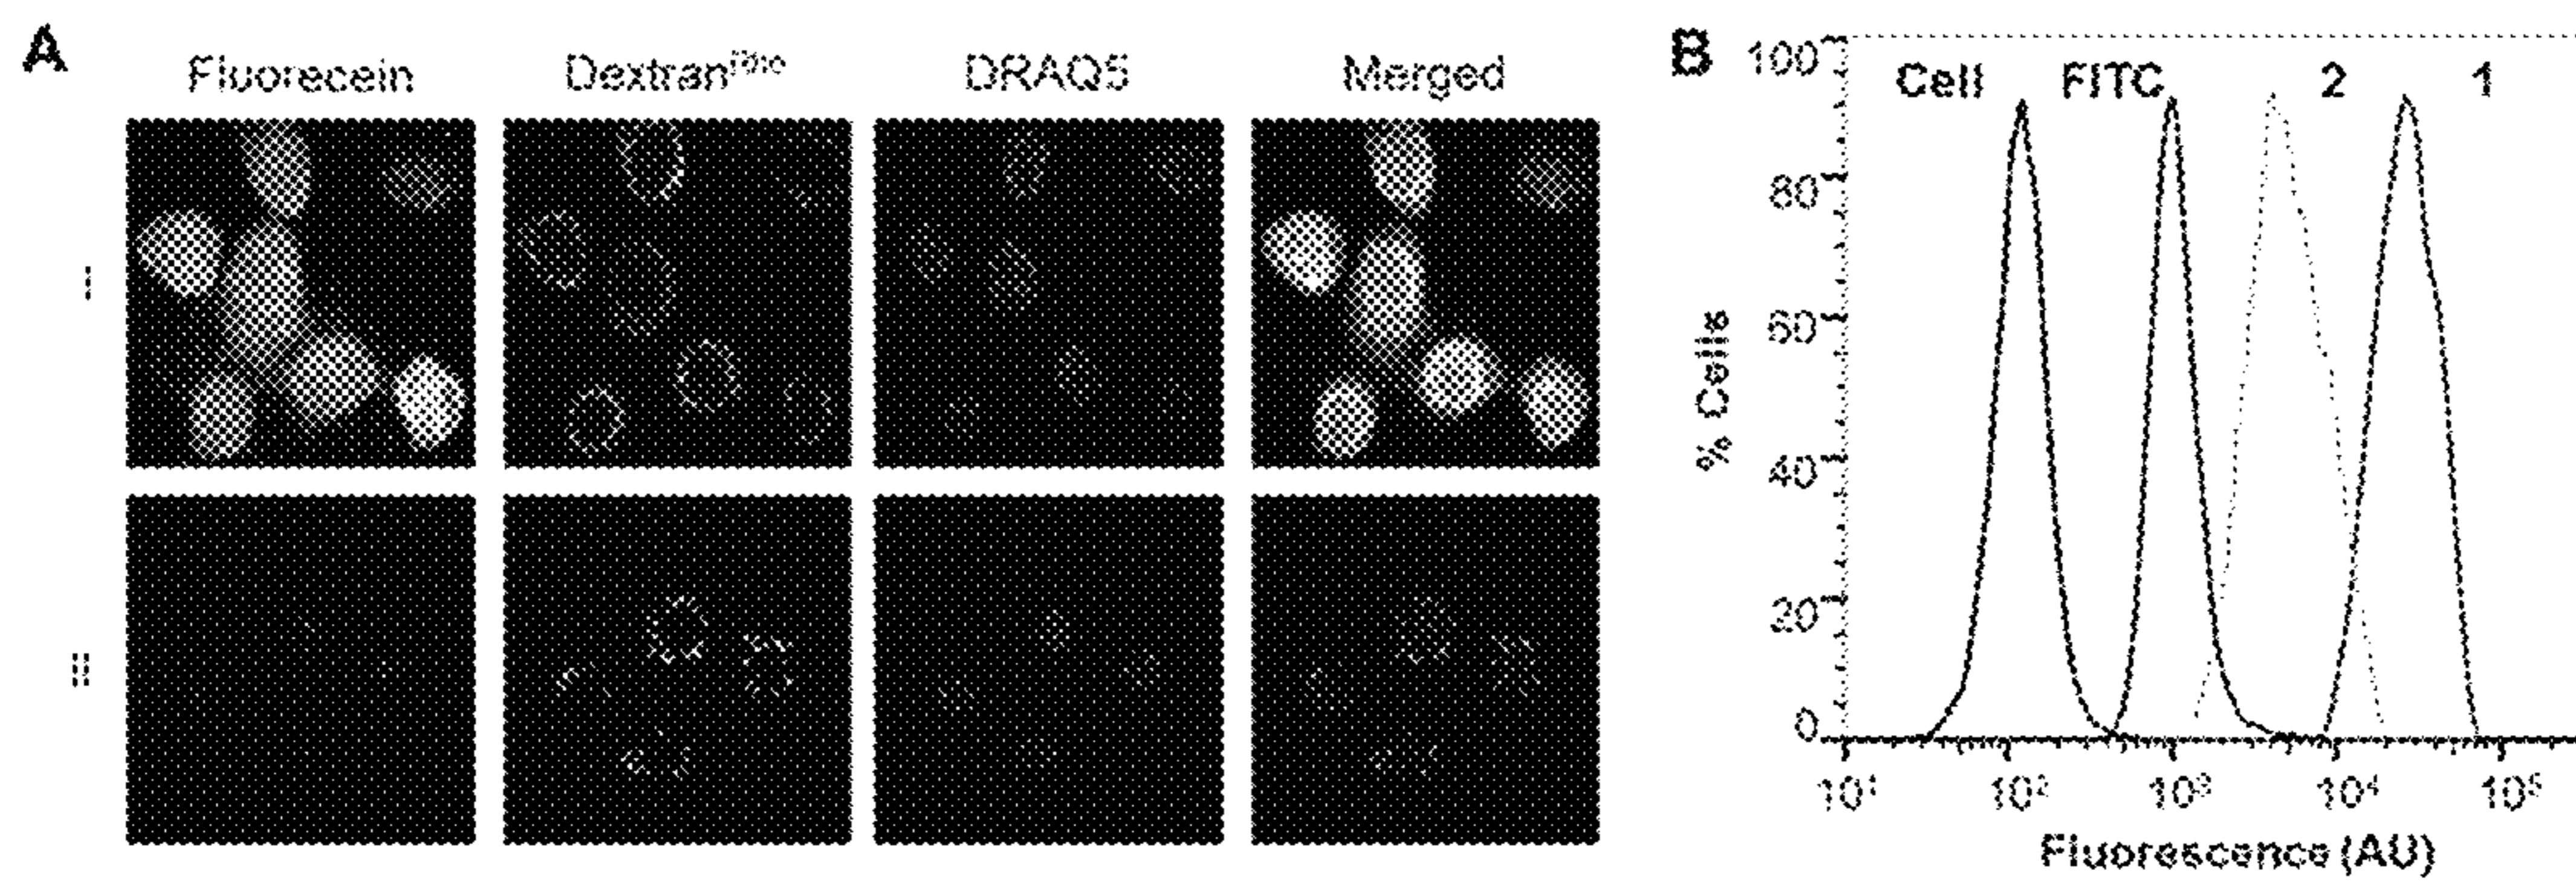 A
Fluorecein
Dextran
DRAQ5
Merged
I
II
B
% Cells
100
80
60
40
20
0
Cell FITC 2 1
10¹ 10² 10³ 10⁴ 10⁵
Fluorescence (AU)